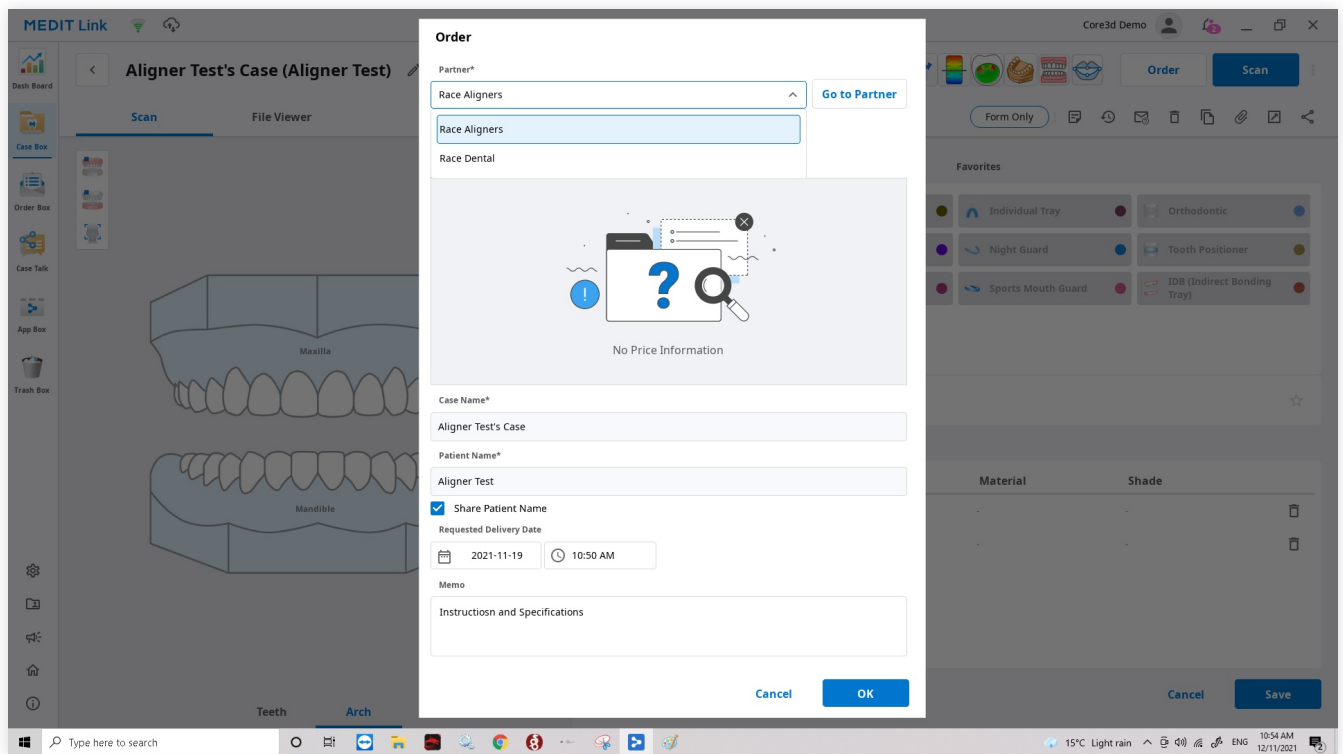 MEDIT Link
Core3d Demo
2
Dash Board
Case Box
Order Box
Case Talk
App Box
Trash Box
Aligner Test's Case (Aligner Test)
Order
Scan
Scan
File Viewer
Form Only
Order
Partner*
Race Aligners
Go to Partner
Race Aligners
Race Dental
?
!
No Price Information
Case Name*
Aligner Test's Case
Patient Name*
Aligner Test
Share Patient Name
Requested Delivery Date
2021-11-19
10:50 AM
Memo
Instructiosn and Specifications
Cancel
OK
Favorites
Individual Tray
Orthodontic
Night Guard
Tooth Positioner
Sports Mouth Guard
IDB (Indirect Bonding
Tray)
Maxilla
Mandible
Material
Shade
-
-
-
-
Teeth
Arch
Cancel
Save
Type here to search
15°C Light rain
ENG
10:54 AM
12/11/2021